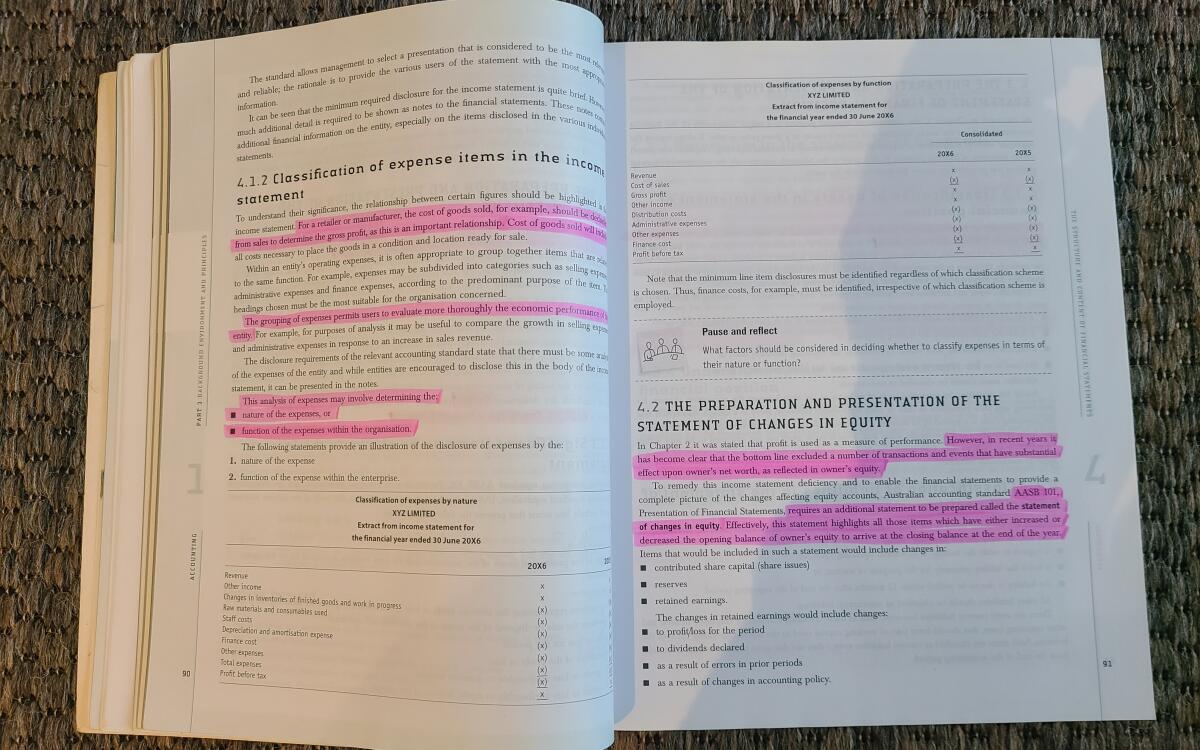 The standard allows management to select a presentation that is considered to be the most
and reliable; the rationale is to provide the various users of the statement with the most
information.
It can be seen that the minimum required disclosure for the income statement is quite brief.
much additional detail is required to be shown as notes to the financial statements. These notes
additional financial information on the entity, especially on the items disclosed in the various
statements.
4.1.2 Classification of expense items in the income
statement
To understand their significance, the relationship between certain figures should be highlighted
income statement. For a retailer or manufacturer, the cost of goods sold, for example, should be
from sales to determine the gross profit, as this is an important relationship. Cost of goods sold will
all costs necessary to place the goods in a condition and location ready for sale.
Within an entity's operating expenses, it is often appropriate to group together items that are
to the same function. For example, expenses may be subdivided into categories such as selling
administrative expenses and finance expenses, according to the predominant purpose of the item.
headings chosen must be the most suitable for the organisation concerned.
The grouping of expenses permits users to evaluate more thoroughly the economic performance
entity. For example, for purposes of analysis it may be useful to compare the growth in selling
and administrative expenses in response to an increase in sales revenue.
The disclosure requirements of the relevant accounting standard state that there must be some
of the expenses of the entity and while entities are encouraged to disclose this in the body of the
statement, it can be presented in the notes.
This analysis of expenses may involve determining the:
■ nature of the expenses, or
■ function of the expenses within the organisation.
The following statements provide an illustration of the disclosure of expenses by the:
1. nature of the expense
2. function of the expense within the enterprise.
Classification of expenses by nature
XYZ LIMITED
Extract from income statement for
the financial year ended 30 June 20X6
20X6
Revenue x
Other income x
Changes in inventories of finished goods and work in progress (x)
Raw materials and consumables used (x)
Staff costs (x)
Depreciation and amortisation expense (x)
Finance cost (x)
Other expenses (x)
Total expenses (x)
Profit before tax x
PART 1 BACKGROUND ENVIRONMENT AND PRINCIPLES
ACCOUNTING
90
Classification of expenses by function
XYZ LIMITED
Extract from income statement for
the financial year ended 30 June 20X6
Consolidated
20X6 20X5
Revenue x x
Cost of sales (x) (x)
Gross profit x x
Other income x x
Distribution costs (x) (x)
Administrative expenses (x) (x)
Other expenses (x) (x)
Finance cost (x) (x)
Profit before tax x x
Note that the minimum line item disclosures must be identified regardless of which classification scheme
is chosen. Thus, finance costs, for example, must be identified, irrespective of which classification scheme is
employed.
Pause and reflect
What factors should be considered in deciding whether to classify expenses in terms of
their nature or function?
4.2 THE PREPARATION AND PRESENTATION OF THE
STATEMENT OF CHANGES IN EQUITY
In Chapter 2 it was stated that profit is used as a measure of performance. However, in recent years it
has become clear that the bottom line excluded a number of transactions and events that have substantial
effect upon owner's net worth, as reflected in owner's equity.
To remedy this income statement deficiency and to enable the financial statements to provide a
complete picture of the changes affecting equity accounts, Australian accounting standard AASB 101,
Presentation of Financial Statements, requires an additional statement to be prepared called the statement
of changes in equity. Effectively, this statement highlights all those items which have either increased or
decreased the opening balance of owner's equity to arrive at the closing balance at the end of the year.
Items that would be included in such a statement would include changes in:
■ contributed share capital (share issues)
■ reserves
■ retained earnings.
The changes in retained earnings would include changes:
■ to profit/loss for the period
■ to dividends declared
■ as a result of errors in prior periods
■ as a result of changes in accounting policy.
THE STRUCTURE AND CONTENT OF FINANCIAL STATEMENTS
91